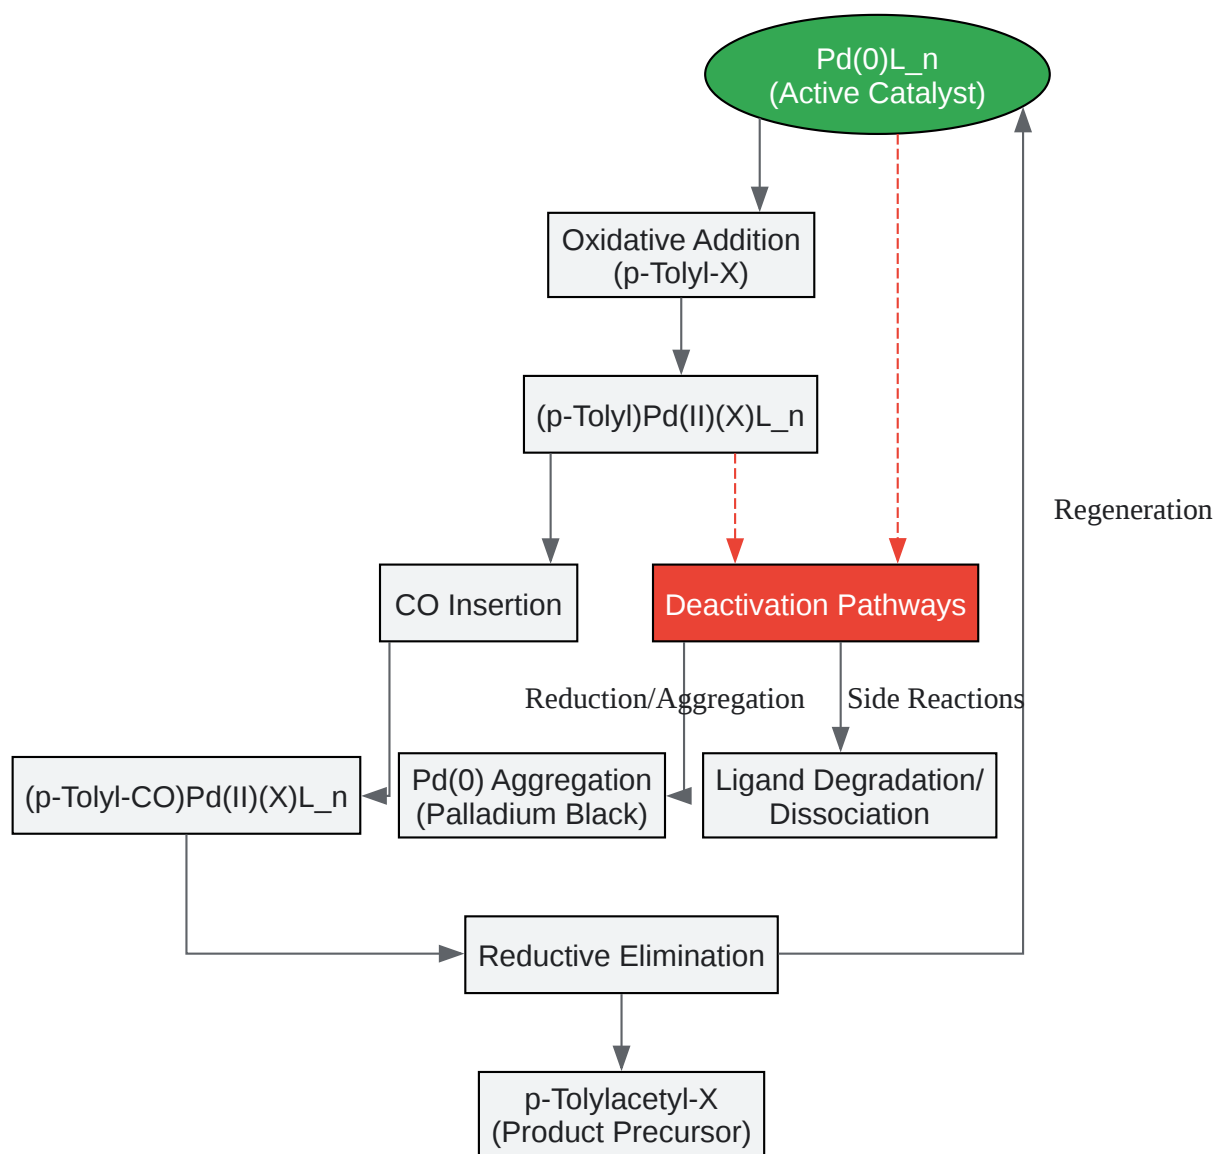 Pd(0)L_n
(Active Catalyst)
Oxidative Addition
(p-Tolyl-X)
(p-Tolyl)Pd(II)(X)L_n
Regeneration
CO Insertion
Deactivation Pathways
Reduction/Aggregation
Side Reactions
(p-Tolyl-CO)Pd(II)(X)L_n
Pd(0) Aggregation
(Palladium Black)
Ligand Degradation/
Dissociation
Reductive Elimination
p-Tolylacetyl-X
(Product Precursor)